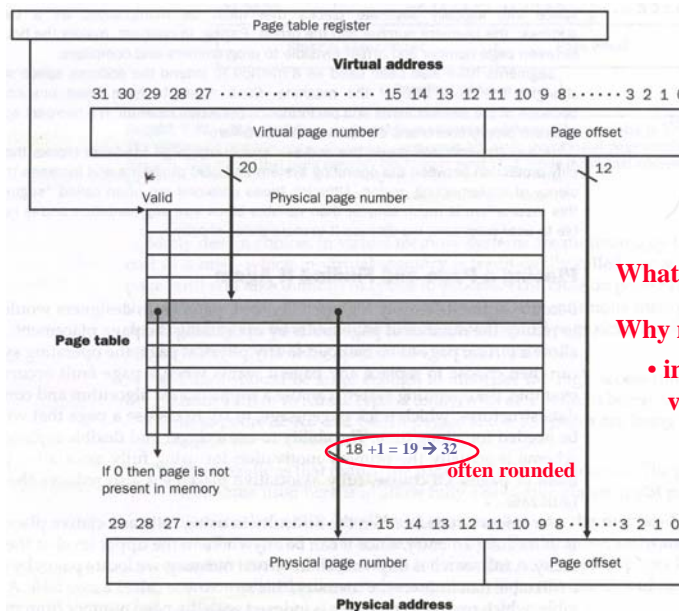 Page table register
Virtual address
31 30 29 28 27 · · · · · · · · · · · · · · · · · 15 14 13 12 11 10 9 8 · · · · · · 3 2 1 0
Virtual page number Page offset
20 12
Valid Physical page number
What
Why
• in
Page table
18 +1 = 19 → 32
often rounded
If 0 then page is not
present in memory
29 28 27 · · · · · · · · · · · · · · · · · 15 14 13 12 11 10 9 8 · · · · · · 3 2 1 0
Physical page number Page offset
Physical address